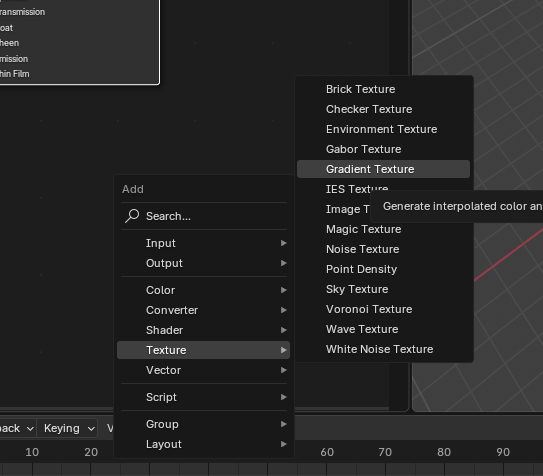 ransmission
oat
heen
mission
hin Film
Add
Search...
Input
Output
Color
Converter
Shader
Texture
Vector
Script
Group
Layout
Brick Texture
Checker Texture
Environment Texture
Gabor Texture
Gradient Texture
IES Texture
Image T
Magic Texture
Noise Texture
Point Density
Sky Texture
Voronoi Texture
Wave Texture
White Noise Texture
Generate interpolated color an
back Keying V
10 20 60 70 80 90